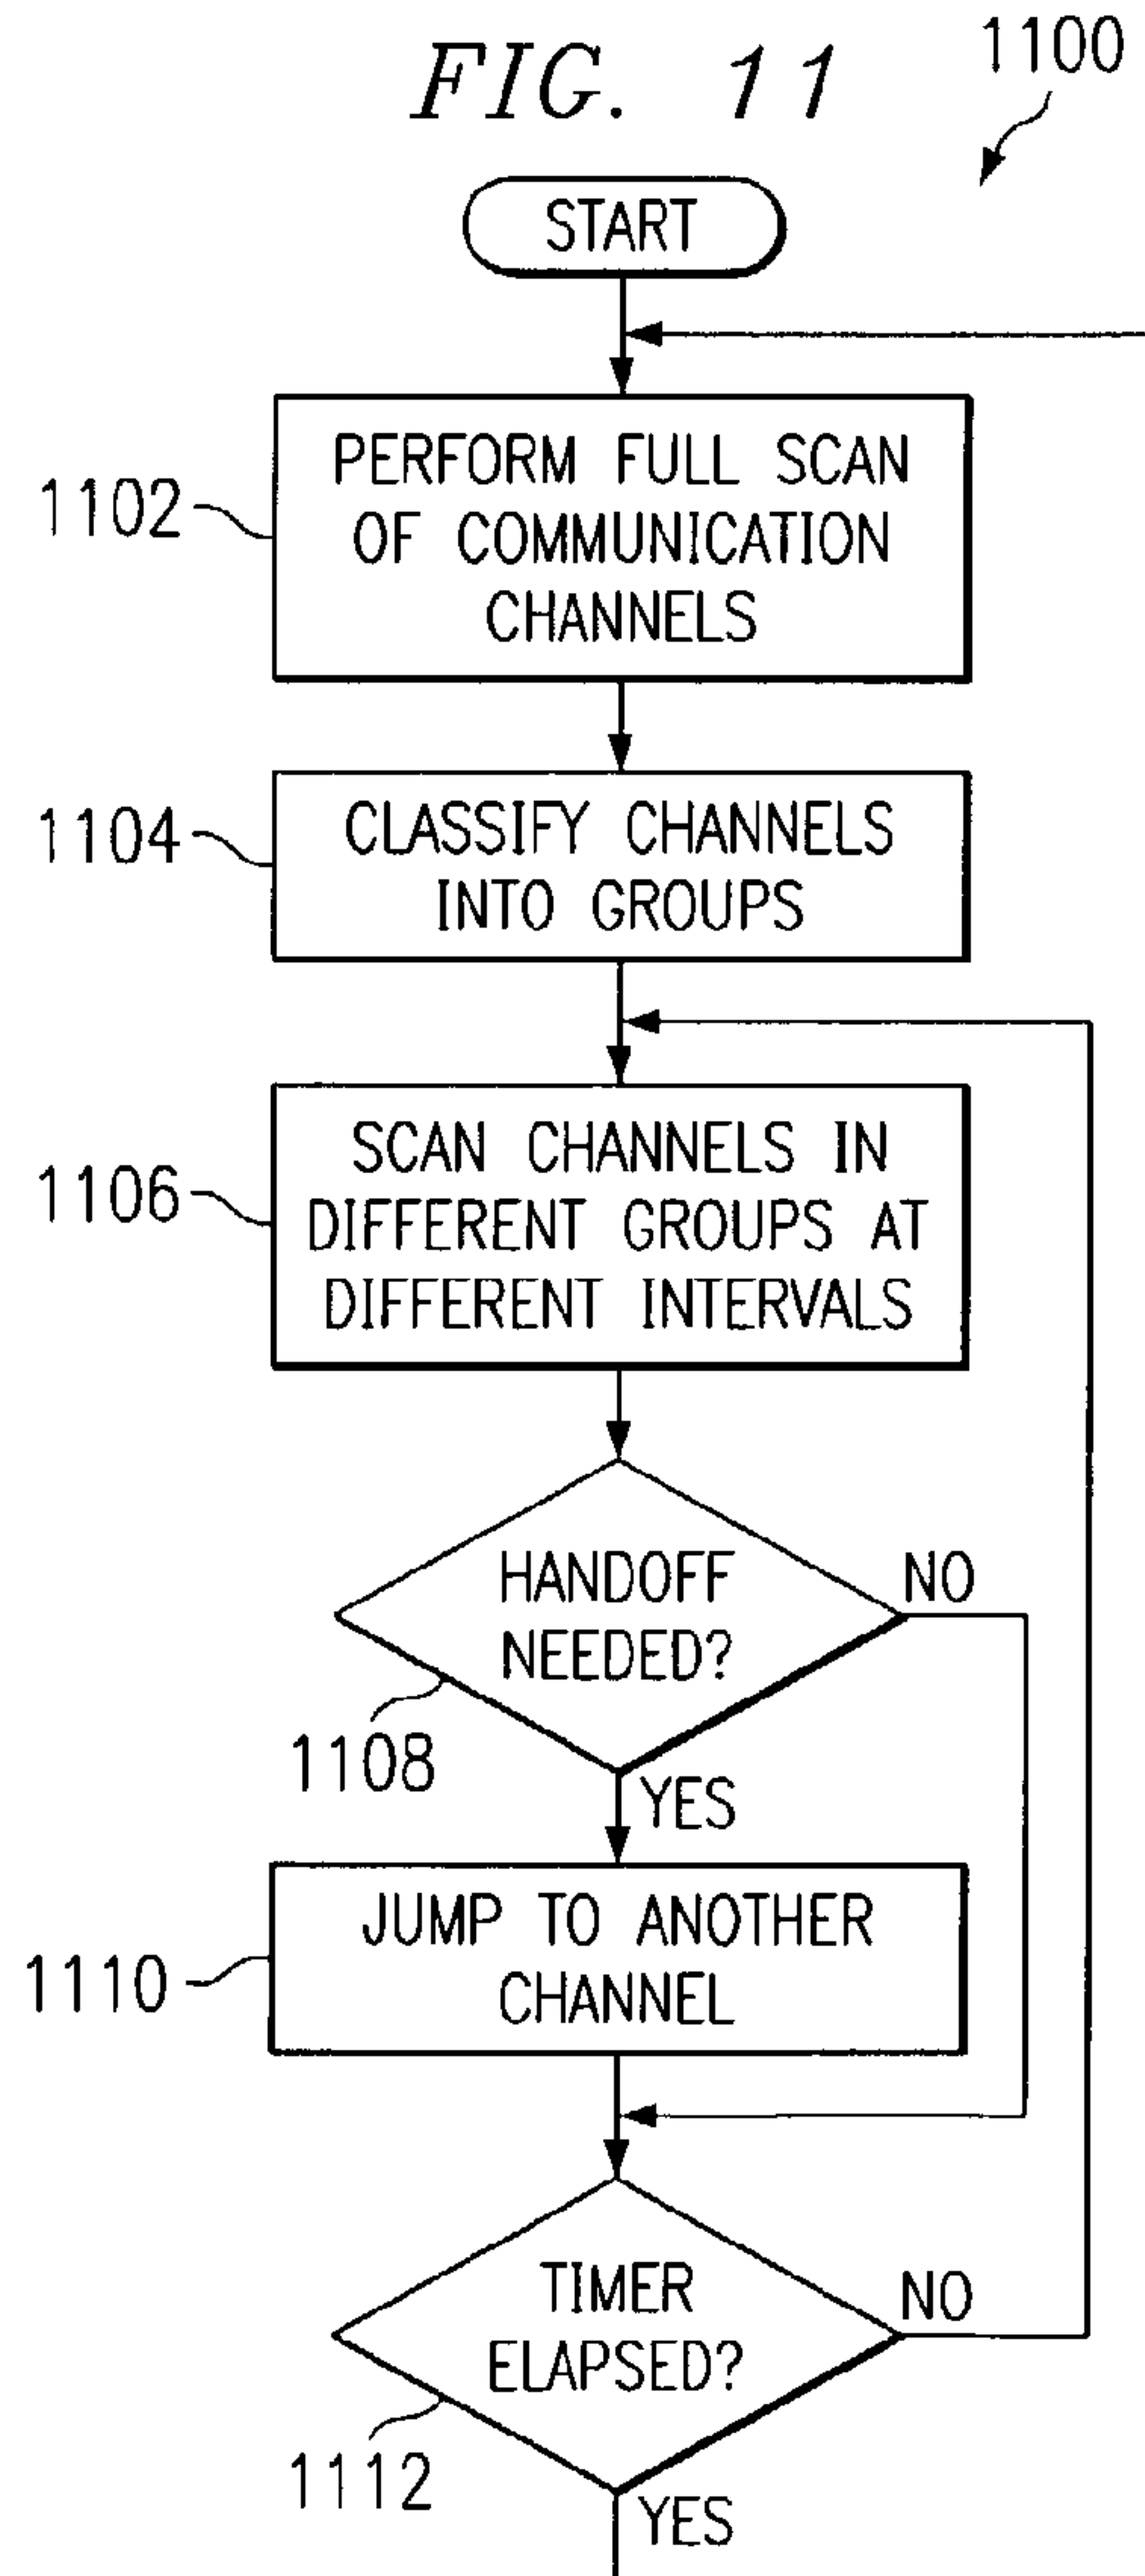 FIG. 11
1100
START
1102
PERFORM FULL SCAN
OF COMMUNICATION
CHANNELS
1104
CLASSIFY CHANNELS
INTO GROUPS
1106
SCAN CHANNELS IN
DIFFERENT GROUPS AT
DIFFERENT INTERVALS
HANDOFF
NEEDED?
NO
1108
YES
1110
JUMP TO ANOTHER
CHANNEL
TIMER
ELAPSED?
NO
1112
YES